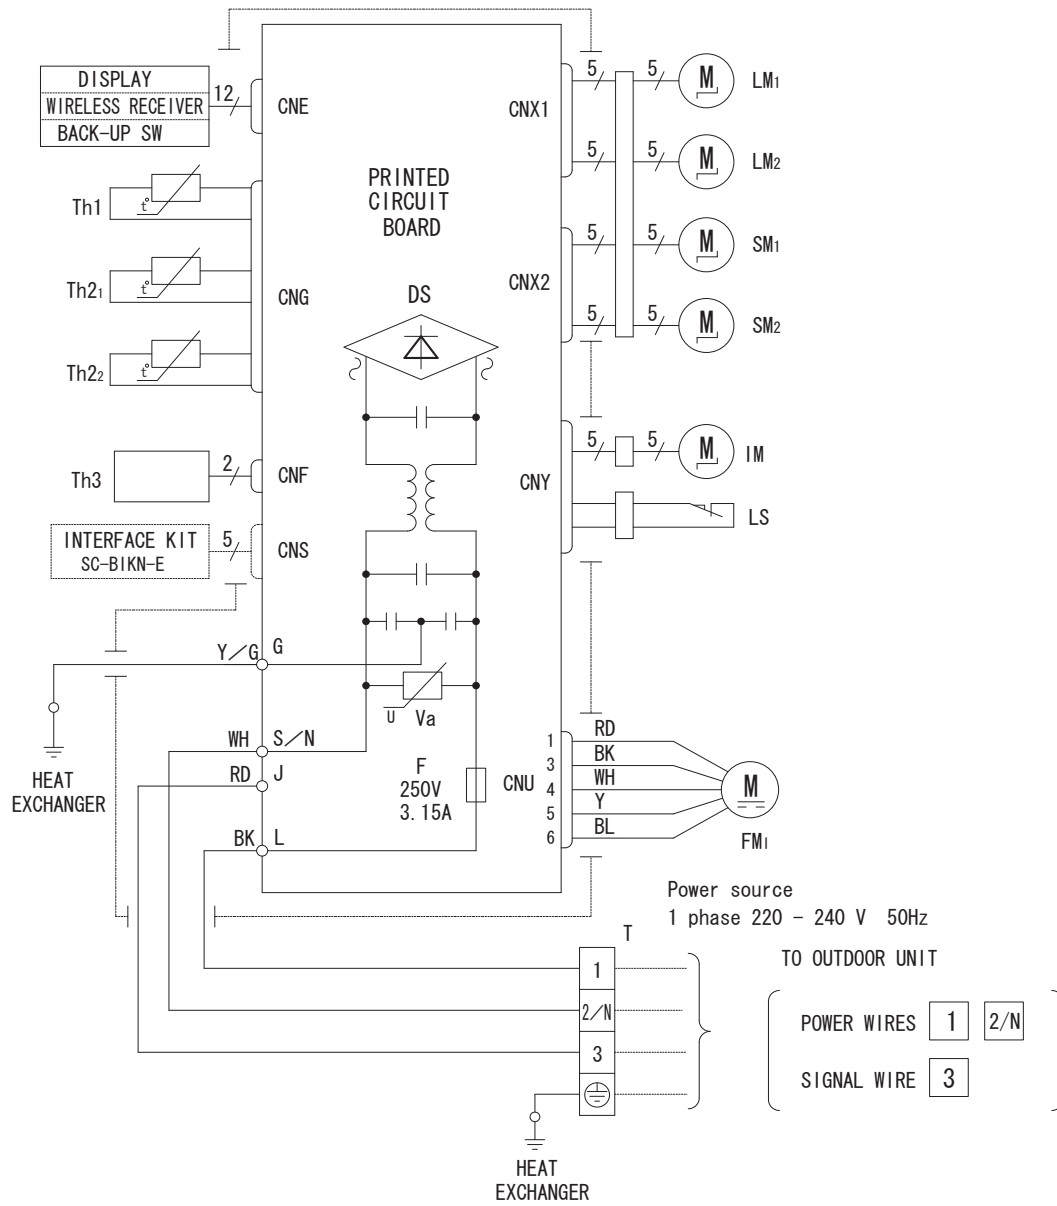 DISPLAY
WIRELESS RECEIVER
BACK-UP SW
12
CNE
PRINTED
CIRCUIT
BOARD
CNX1
5
5
M
LM1
5
5
M
LM2
Th1
t°
Th21
t°
CNG
Th22
t°
DS
CNX2
5
5
M
SM1
5
5
M
SM2
Th3
2
CNF
INTERFACE KIT
SC-BIKN-E
5
CNS
CNY
5
5
M
IM
LS
Y/G
G
U
Va
WH
S/N
RD
J
BK
L
HEAT
EXCHANGER
F
250V
3.15A
CNU
1
RD
3
BK
4
WH
5
Y
6
BL
M
FM1
Power source
1 phase 220 - 240 V 50Hz
T
TO OUTDOOR UNIT
1
2/N
3
POWER WIRES 1 2/N
SIGNAL WIRE 3
HEAT
EXCHANGER